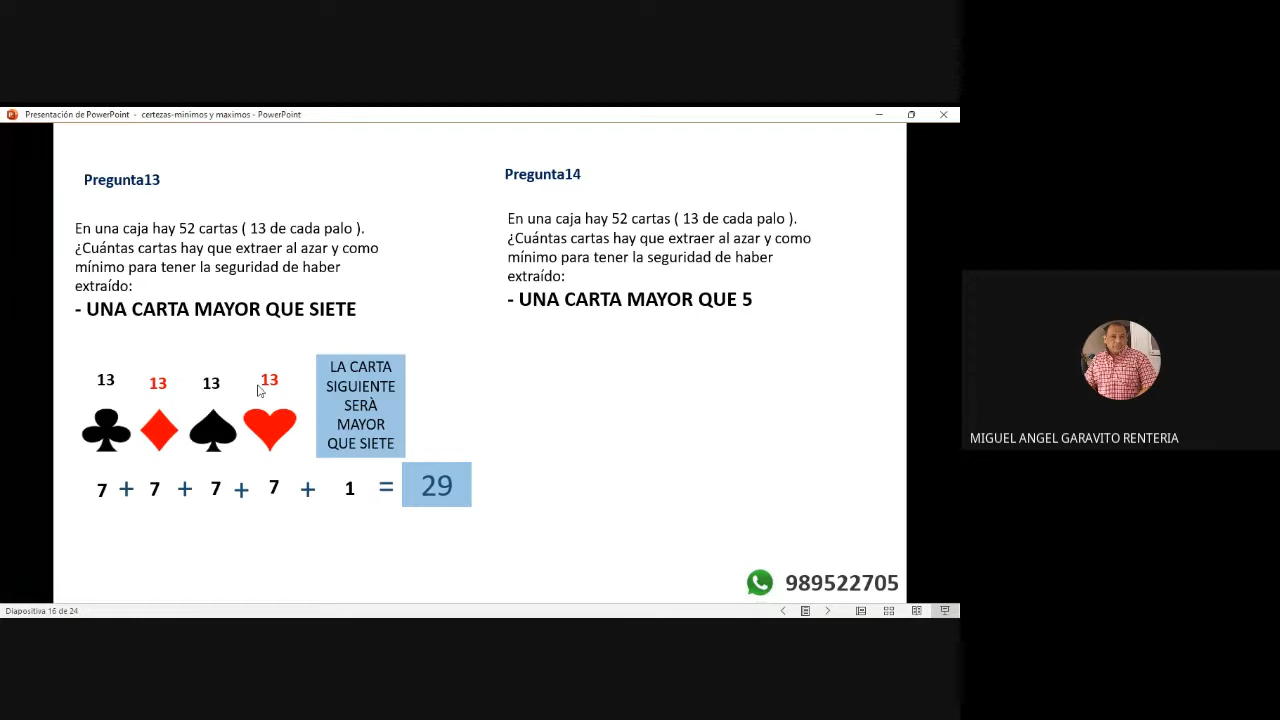 Presentación de PowerPoint - certezas-minimos y maximos - PowerPoint
Pregunta13
En una caja hay 52 cartas ( 13 de cada palo ).
¿Cuántas cartas hay que extraer al azar y como
mínimo para tener la seguridad de haber
extraído:
- UNA CARTA MAYOR QUE SIETE
13 13 13 13
LA CARTA
SIGUIENTE
SERÀ
MAYOR
QUE SIETE
7 + 7 + 7 + 7 + 1 = 29
Pregunta14
En una caja hay 52 cartas ( 13 de cada palo ).
¿Cuántas cartas hay que extraer al azar y como
mínimo para tener la seguridad de haber
extraído:
- UNA CARTA MAYOR QUE 5
989522705
Diapositiva 16 de 24
MIGUEL ANGEL GARAVITO RENTERIA